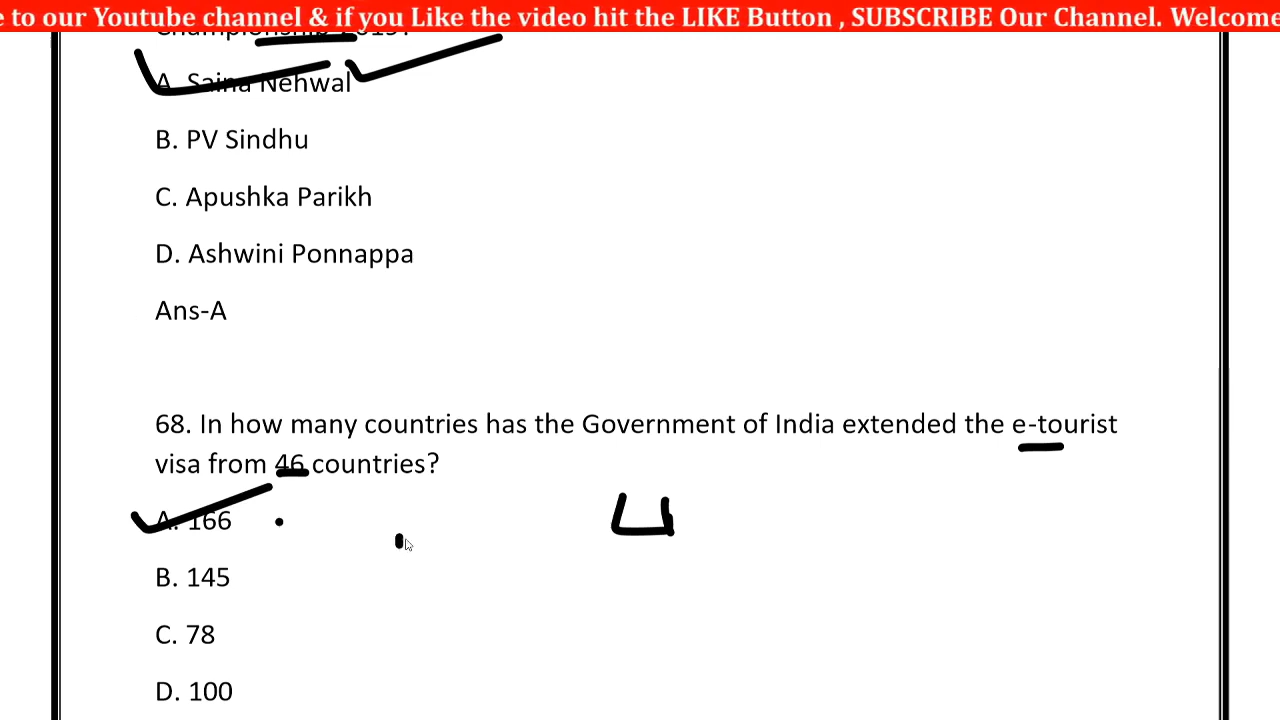 e to our Youtube channel & if you Like the video hit the LIKE Button , SUBSCRIBE Our Channel. Welcome
A. Saina Nehwal
B. PV Sindhu
C. Apushka Parikh
D. Ashwini Ponnappa
Ans-A
68. In how many countries has the Government of India extended the e-tourist
visa from 46 countries?
A. 166
B. 145
C. 78
D. 100